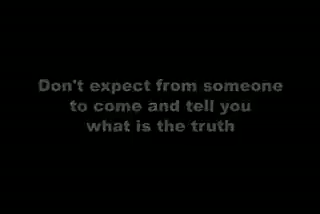 Don't expect from someone
to come and tell you
what is the truth